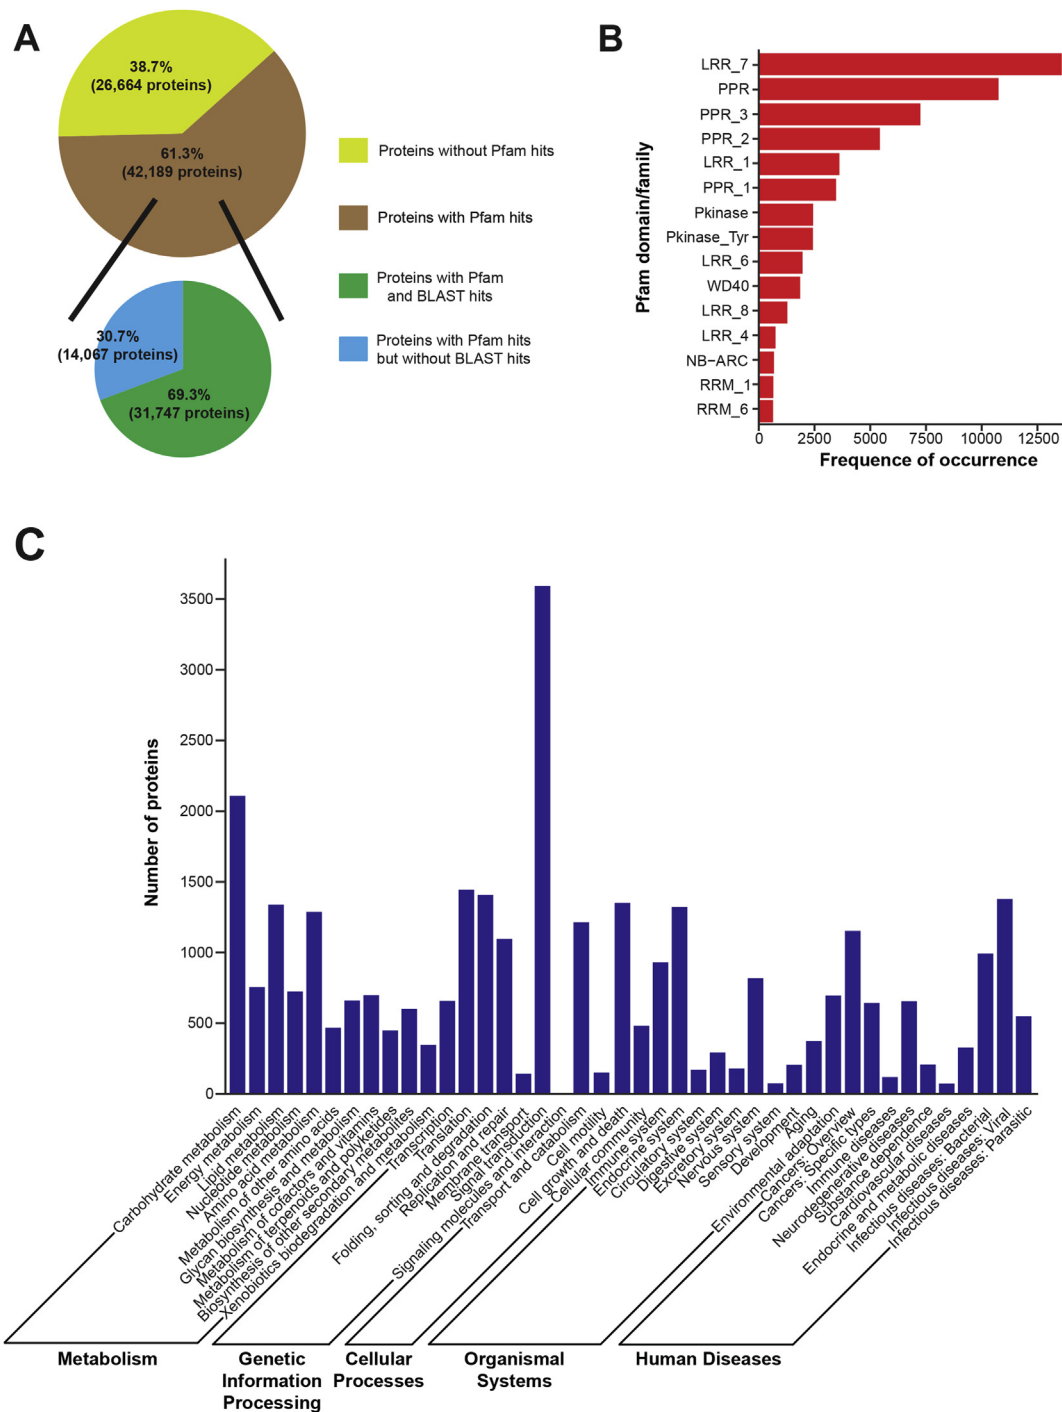 A
38.7%
(26,664 proteins)
61.3%
(42,189 proteins)
30.7%
(14,067 proteins)
69.3%
(31,747 proteins)
Proteins without Pfam hits
Proteins with Pfam hits
Proteins with Pfam
and BLAST hits
Proteins with Pfam hits
but without BLAST hits
B
Pfam domain/family
LRR_7
PPR
PPR_3
PPR_2
LRR_1
PPR_1
Pkinase
Pkinase_Tyr
LRR_6
WD40
LRR_8
LRR_4
NB-ARC
RRM_1
RRM_6
0 2500 5000 7500 10000 12500
Frequence of occurrence
C
Number of proteins
3500
3000
2500
2000
1500
1000
500
0
Carbohydrate metabolism
Energy metabolism
Lipid metabolism
Nucleotide metabolism
Amino acid metabolism
Metabolism of other amino acids
Glycan biosynthesis and metabolism
Metabolism of cofactors and vitamins
Metabolism of terpenoids and polyketides
Biosynthesis of other secondary metabolites
Xenobiotics biodegradation and metabolism
Transcription
Translation
Folding, sorting and degradation
Replication and repair
Membrane transport
Signal transduction
Signaling molecules and interaction
Transport and catabolism
Cell motility
Cell growth and death
Cellular community
Immune system
Endocrine system
Circulatory system
Digestive system
Excretory system
Nervous system
Sensory system
Development
Aging
Environmental adaptation
Cancers: Overview
Cancers: Specific types
Immune diseases
Neurodegenerative diseases
Substance dependence
Cardiovascular diseases
Endocrine and metabolic diseases
Infectious diseases: Bacterial
Infectious diseases: Viral
Infectious diseases: Parasitic
Metabolism
Genetic
Information
Processing
Cellular
Processes
Organismal
Systems
Human Diseases